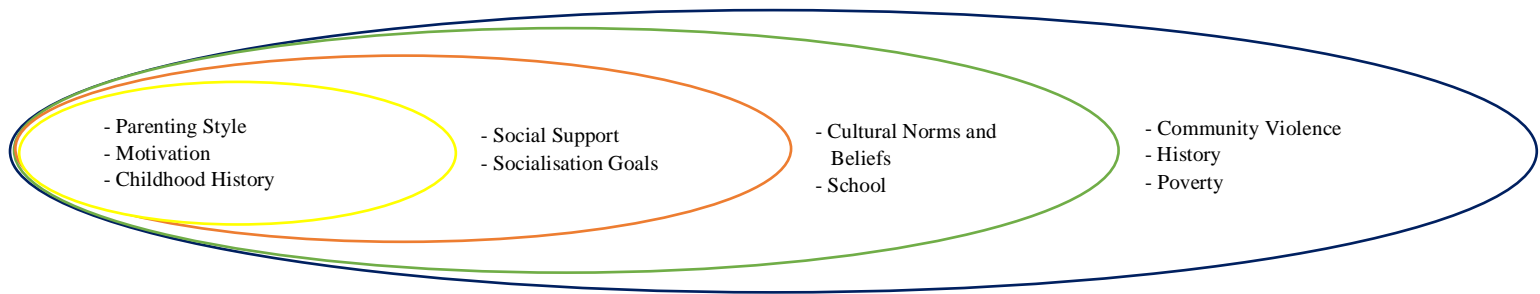 - Parenting Style
- Motivation
- Childhood History
- Social Support
- Socialisation Goals
- Cultural Norms and
Beliefs
- School
- Community Violence
- History
- Poverty